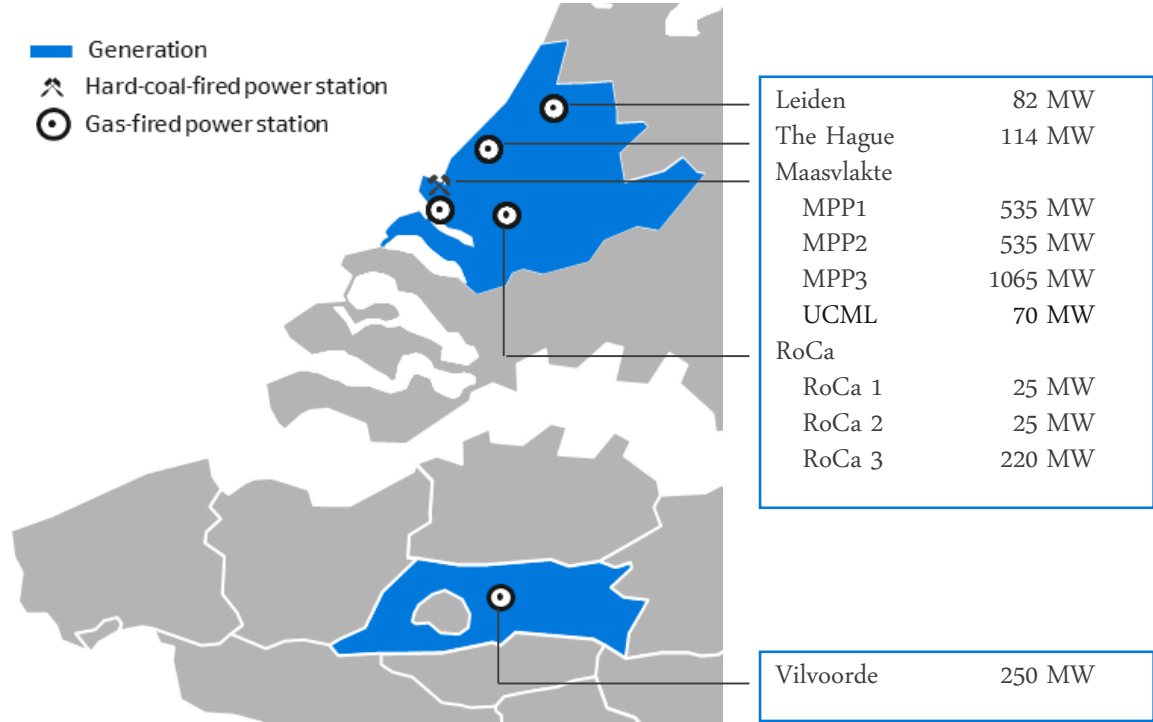 Generation
Hard-coal-fired power station
Gas-fired power station
Leiden 82 MW
The Hague 114 MW
Maasvlakte
MPP1 535 MW
MPP2 535 MW
MPP3 1065 MW
UCML 70 MW
RoCa
RoCa 1 25 MW
RoCa 2 25 MW
RoCa 3 220 MW
Vilvoorde 250 MW